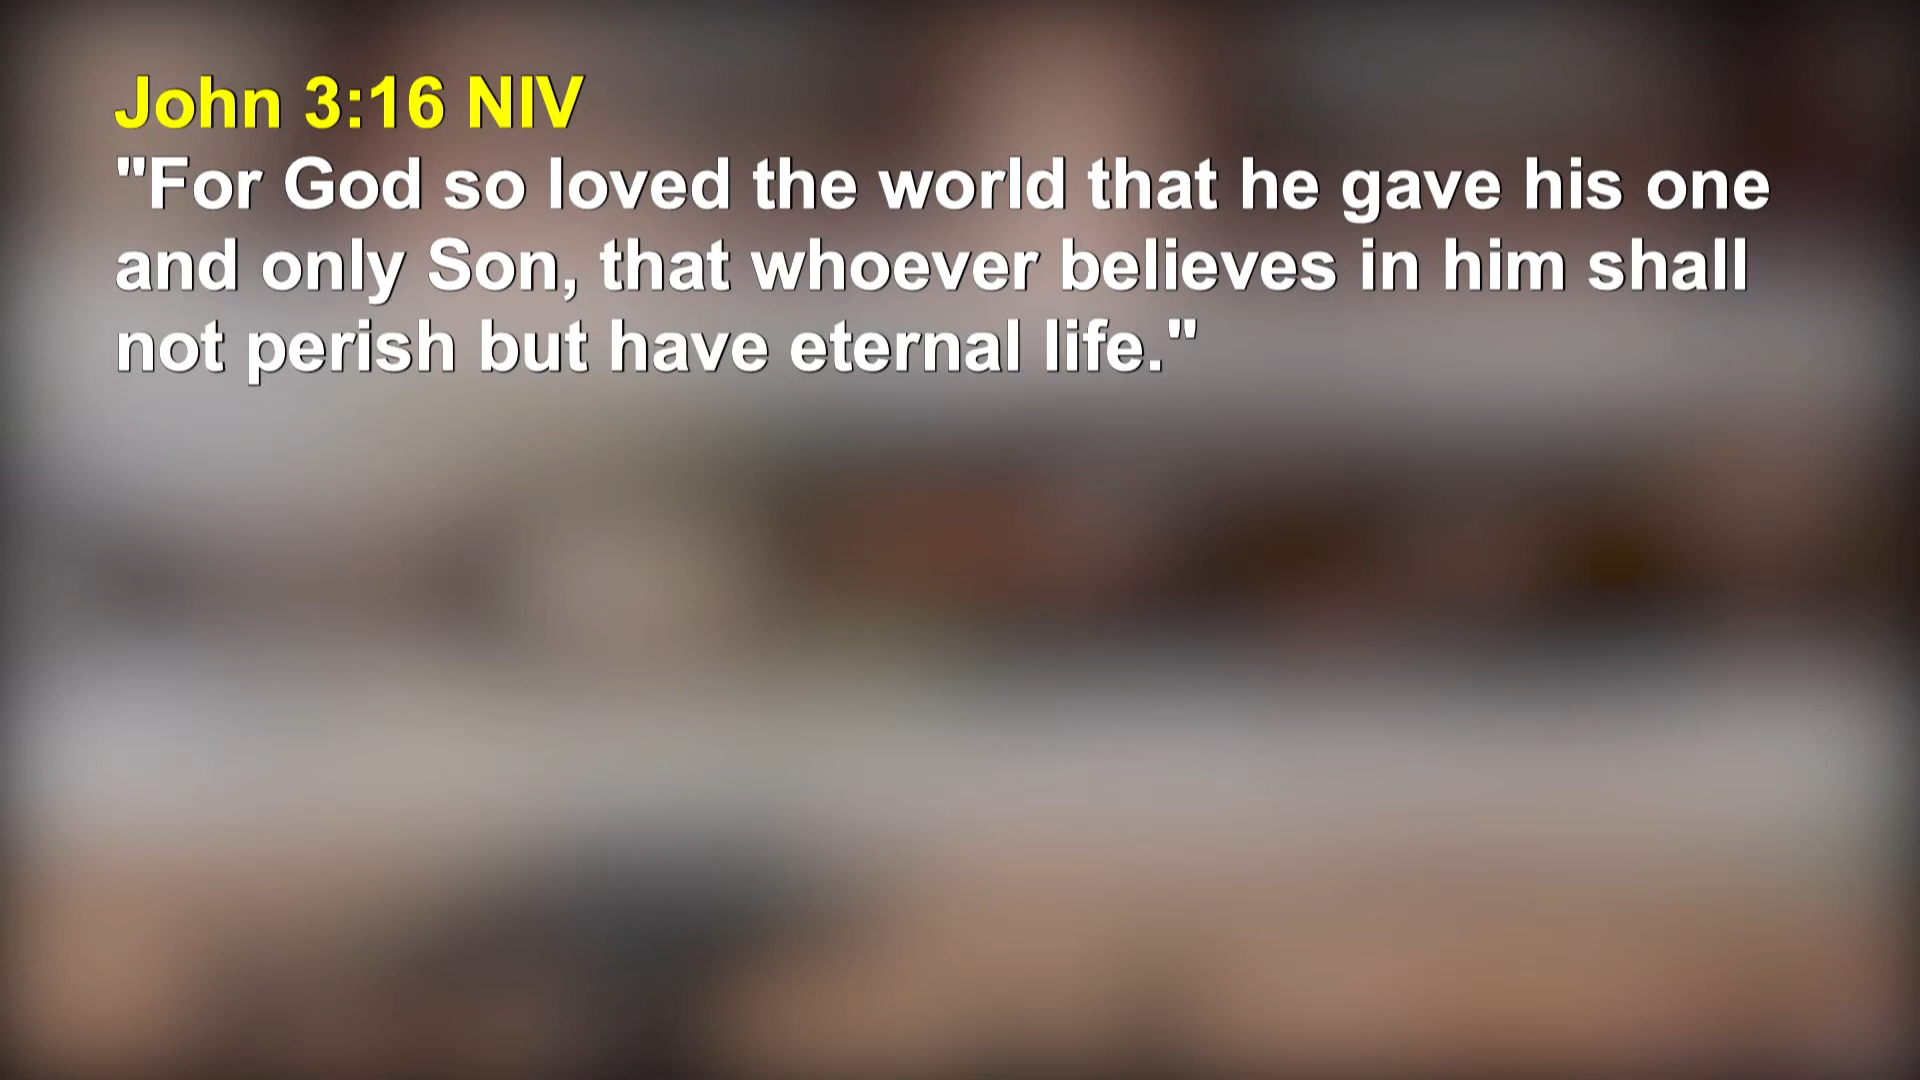 John 3:16 NIV
"For God so loved the world that he gave his one
and only Son, that whoever believes in him shall
not perish but have eternal life."